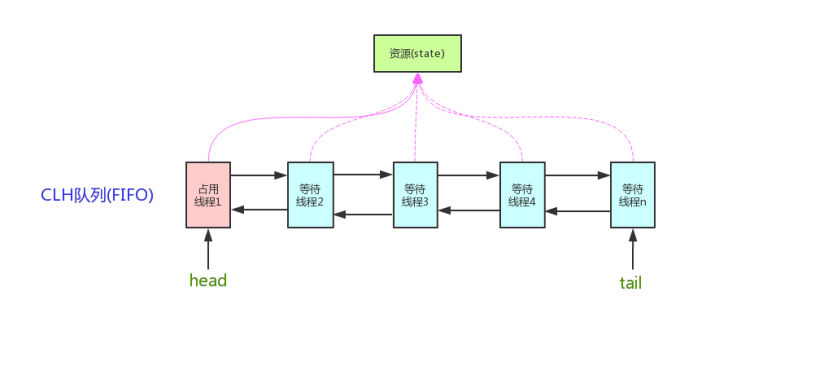 资源(state)
CLH队列(FIFO)
占用
线程1
等待
线程2
等待
线程3
等待
线程4
等待
线程n
head
tail